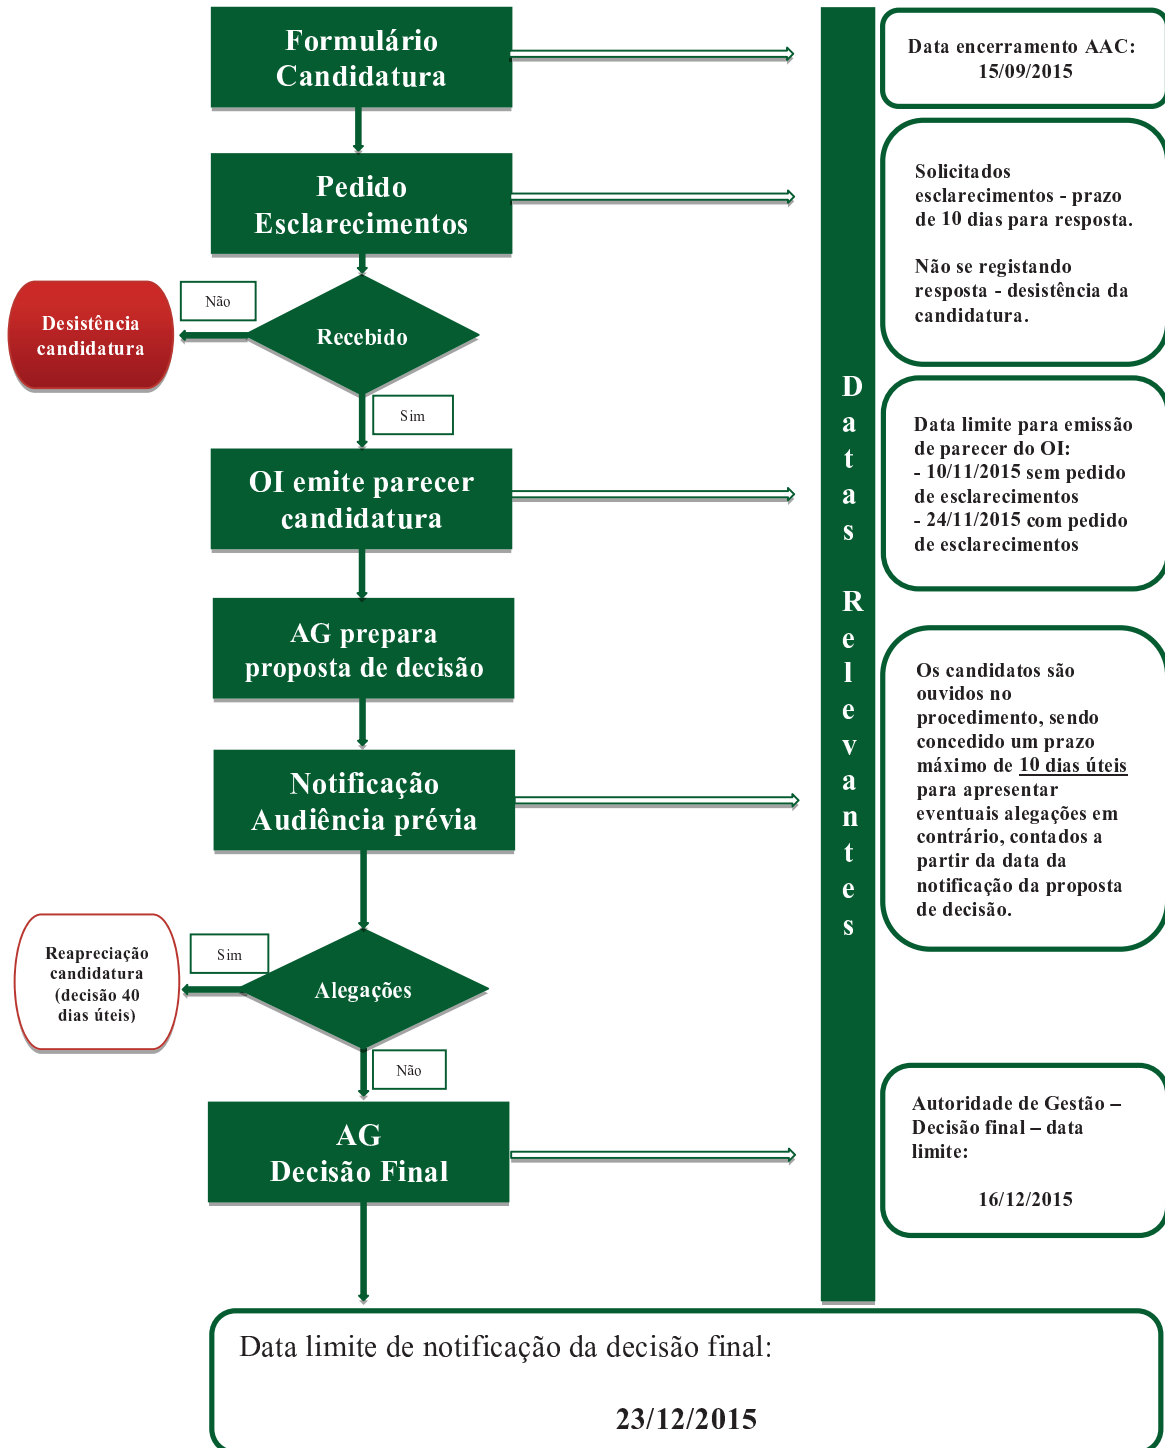 Formulário
Candidatura
Data encerramento AAC:
15/09/2015
Pedido
Esclarecimentos
Solicitados
esclarecimentos - prazo
de 10 dias para resposta.
Não se registando
resposta - desistência da
candidatura.
Não
Desistência
candidatura
Recebido
Sim
OI emite parecer
candidatura
Data limite para emissão
de parecer do OI:
- 10/11/2015 sem pedido
de esclarecimentos
- 24/11/2015 com pedido
de esclarecimentos
Datas Relevantes
AG prepara
proposta de decisão
Notificação
Audiência prévia
Os candidatos são
ouvidos no
procedimento, sendo
concedido um prazo
máximo de 10 dias úteis
para apresentar
eventuais alegações em
contrário, contados a
partir da data da
notificação da proposta
de decisão.
Sim
Reapreciação
candidatura
(decisão 40
dias úteis)
Alegações
Não
AG
Decisão Final
Autoridade de Gestão –
Decisão final – data
limite:
16/12/2015
Data limite de notificação da decisão final:
23/12/2015